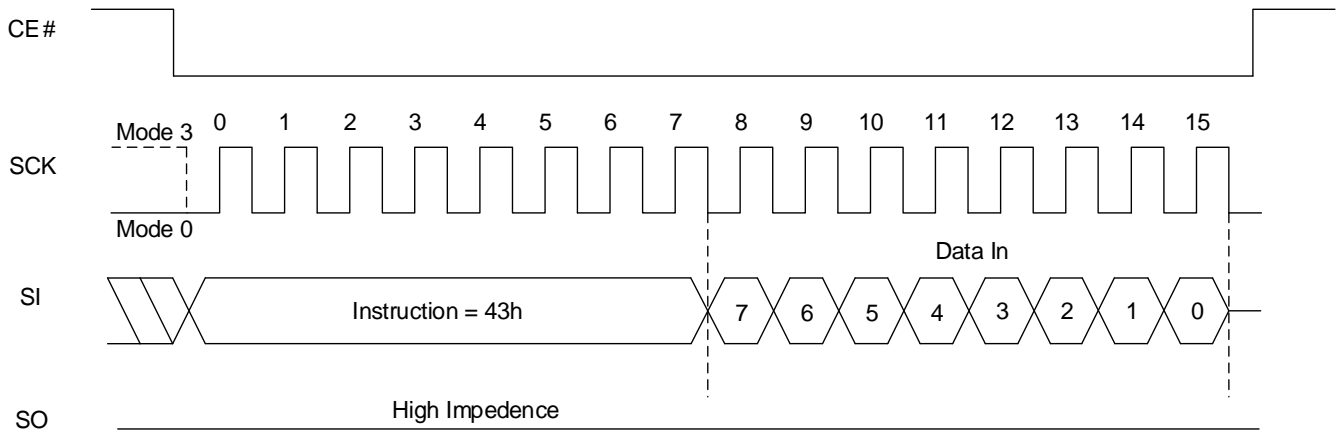 CE#
Mode 3 0 1 2 3 4 5 6 7 8 9 10 11 12 13 14 15
SCK
Mode 0
Data In
SI
Instruction = 43h 7 6 5 4 3 2 1 0
High Impedence
SO